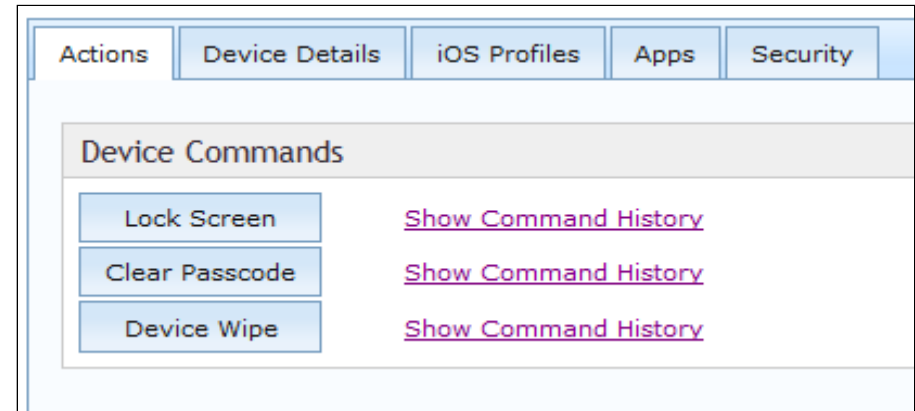 Actions Device Details iOS Profiles Apps Security
Device Commands
Lock Screen Show Command History
Clear Passcode Show Command History
Device Wipe Show Command History